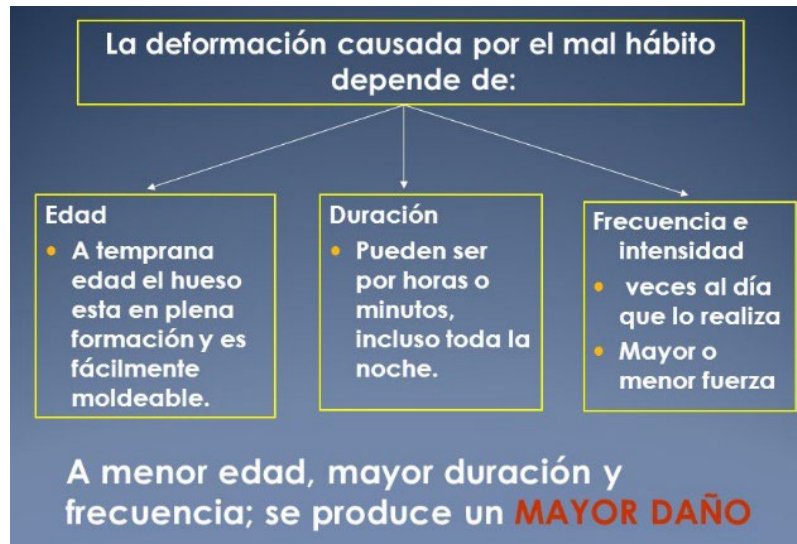 La deformación causada por el mal hábito
depende de:
Edad
• A temprana
edad el hueso
esta en plena
formación y es
fácilmente
moldeable.
Duración
• Pueden ser
por horas o
minutos,
incluso toda la
noche.
Frecuencia e
intensidad
• veces al día
que lo realiza
• Mayor o
menor fuerza
A menor edad, mayor duración y
frecuencia; se produce un MAYOR DAÑO